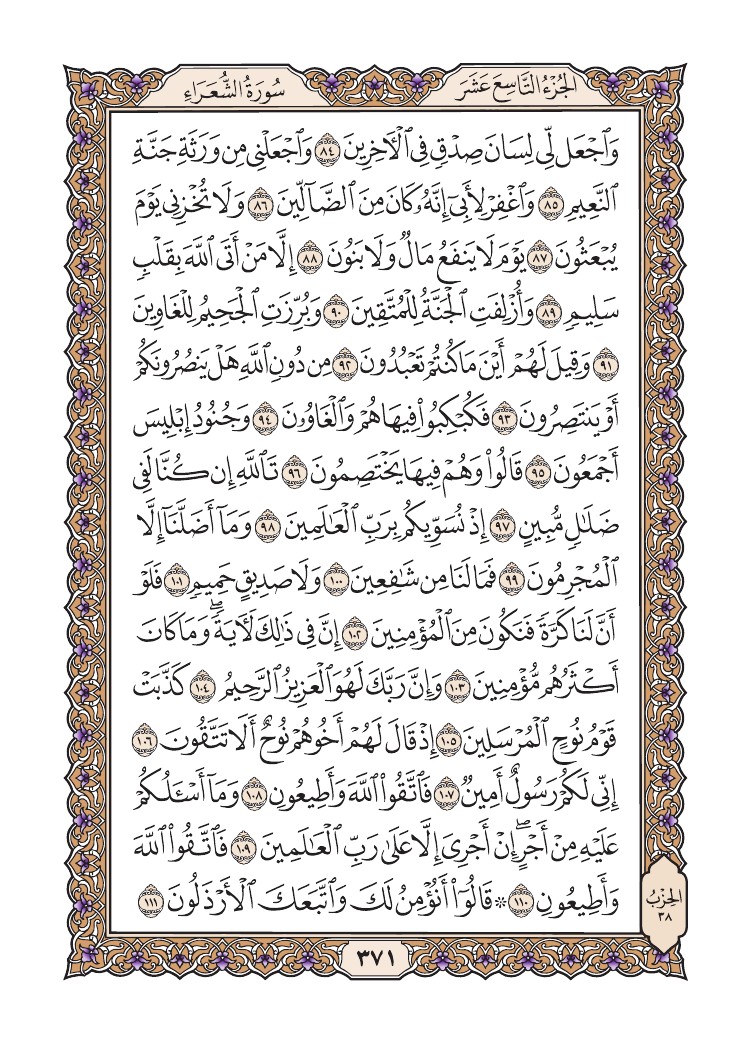 الجُزْءُ التَّاسِعَ عَشَرَ
سُورَةُ الشُّعَرَاءِ
وَٱجْعَل لِّي لِسَانَ صِدْقٍ فِي ٱلْأٓخِرِينَ ٨٤ وَٱجْعَلْنِي مِن وَرَثَةِ جَنَّةِ
ٱلنَّعِيمِ ٨٥ وَٱغْفِرْ لِأَبِيٓ إِنَّهُۥ كَانَ مِنَ ٱلضَّآلِّينَ ٨٦ وَلَا تُخْزِنِي يَوْمَ
يُبْعَثُونَ ٨٧ يَوْمَ لَا يَنفَعُ مَالٌ وَلَا بَنُونَ ٨٨ إِلَّا مَنْ أَتَى ٱللَّهَ بِقَلْبٍ
سَلِيمٍ ٨٩ وَأُزْلِفَتِ ٱلْجَنَّةُ لِلْمُتَّقِينَ ٩٠ وَبُرِّزَتِ ٱلْجَحِيمُ لِلْغَاوِينَ
٩١ وَقِيلَ لَهُمْ أَيْنَ مَا كُنتُمْ تَعْبُدُونَ ٩٢ مِن دُونِ ٱللَّهِ هَلْ يَنصُرُونَكُمْ
أَوْ يَنتَصِرُونَ ٩٣ فَكُبْكِبُوا۟ فِيهَا هُمْ وَٱلْغَاوُۥنَ ٩٤ وَجُنُودُ إِبْلِيسَ
أَجْمَعُونَ ٩٥ قَالُوا۟ وَهُمْ فِيهَا يَخْتَصِمُونَ ٩٦ تَٱللَّهِ إِن كُنَّا لَفِي
ضَلَٰلٍ مُّبِينٍ ٩٧ إِذْ نُسَوِّيكُم بِرَبِّ ٱلْعَٰلَمِينَ ٩٨ وَمَآ أَضَلَّنَآ إِلَّا
ٱلْمُجْرِمُونَ ٩٩ فَمَا لَنَا مِن شَٰفِعِينَ ١٠٠ وَلَا صَدِيقٍ حَمِيمٍ ١٠١ فَلَوْ
أَنَّ لَنَا كَرَّةً فَنَكُونَ مِنَ ٱلْمُؤْمِنِينَ ١٠٢ إِنَّ فِي ذَٰلِكَ لَأٓيَةً ۖ وَمَا كَانَ
أَكْثَرُهُم مُّؤْمِنِينَ ١٠٣ وَإِنَّ رَبَّكَ لَهُوَ ٱلْعَزِيزُ ٱلرَّحِيمُ ١٠٤ كَذَّبَتْ
قَوْمُ نُوحٍ ٱلْمُرْسَلِينَ ١٠٥ إِذْ قَالَ لَهُمْ أَخُوهُمْ نُوحٌ أَلَا تَتَّقُونَ ١٠٦
إِنِّي لَكُمْ رَسُولٌ أَمِينٌ ١٠٧ فَٱتَّقُوا۟ ٱللَّهَ وَأَطِيعُونِ ١٠٨ وَمَآ أَسْـَٔلُكُمْ
عَلَيْهِ مِنْ أَجْرٍ ۖ إِنْ أَجْرِيَ إِلَّا عَلَىٰ رَبِّ ٱلْعَٰلَمِينَ ١٠٩ فَٱتَّقُوا۟ ٱللَّهَ
وَأَطِيعُونِ ١١٠ ۞ قَالُوٓا۟ أَنُؤْمِنُ لَكَ وَٱتَّبَعَكَ ٱلْأَرْذَلُونَ ١١١
الحِزْبُ
٣٨
٣٧١